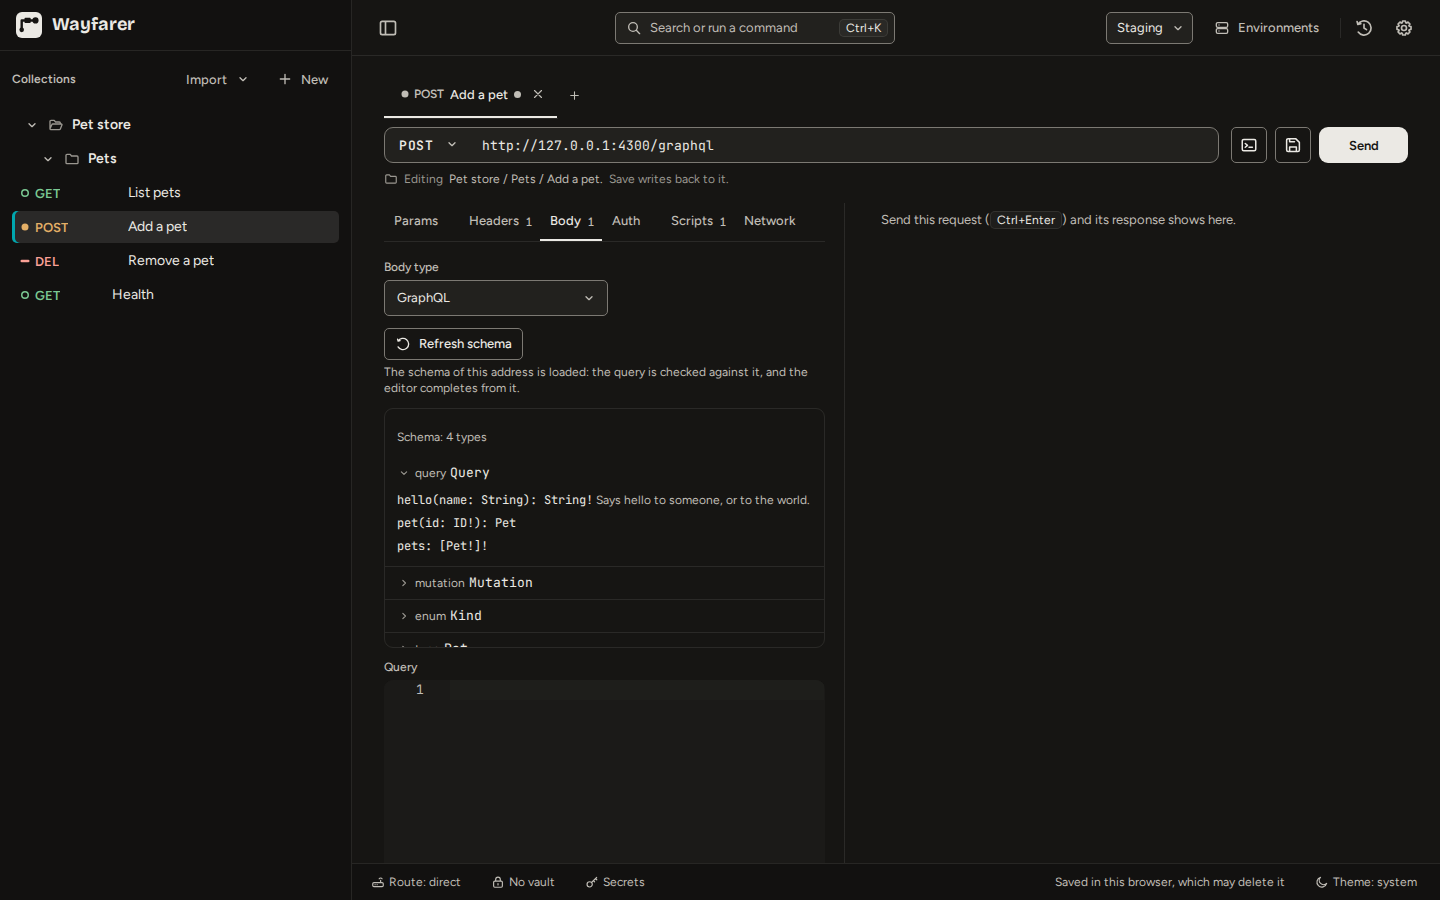 Wayfarer
Search or run a command Ctrl+K
Staging
Environments
Collections
Import
New
Pet store
Pets
GET List pets
POST Add a pet
DEL Remove a pet
GET Health
POST Add a pet
POST http://127.0.0.1:4300/graphql
Send
Editing Pet store / Pets / Add a pet. Save writes back to it.
Params Headers 1 Body 1 Auth Scripts 1 Network
Send this request (Ctrl+Enter) and its response shows here.
Body type
GraphQL
Refresh schema
The schema of this address is loaded: the query is checked against it, and the
editor completes from it.
Schema: 4 types
query Query
hello(name: String): String! Says hello to someone, or to the world.
pet(id: ID!): Pet
pets: [Pet!]!
mutation Mutation
enum Kind
Pet
Query
1
Route: direct
No vault
Secrets
Saved in this browser, which may delete it
Theme: system